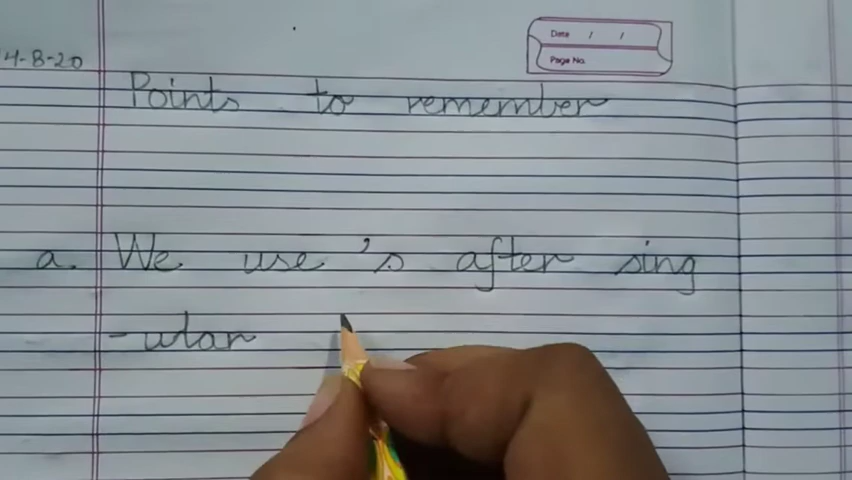 Date / /
Page No.
4-8-20
Points to remember
a. We use 's after sing
-ular